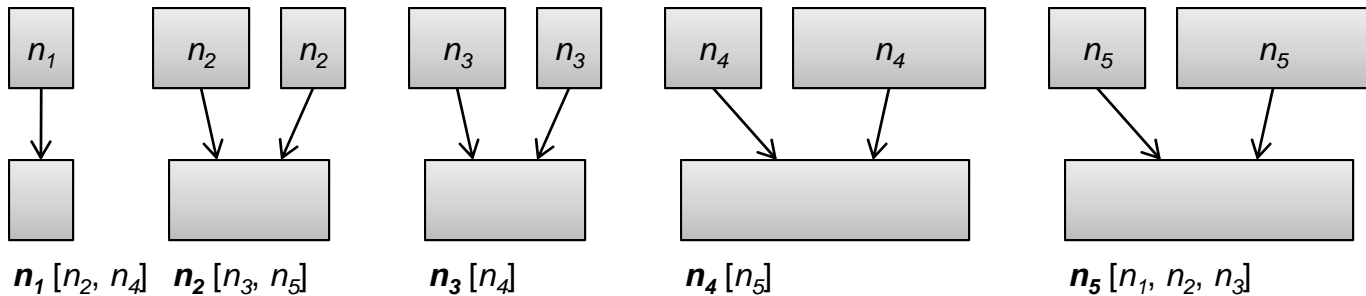 n₁ n₂ n₂ n₃ n₃ n₄ n₄ n₅ n₅
n₁ [n₂, n₄] n₂ [n₃, n₅] n₃ [n₄] n₄ [n₅] n₅ [n₁, n₂, n₃]